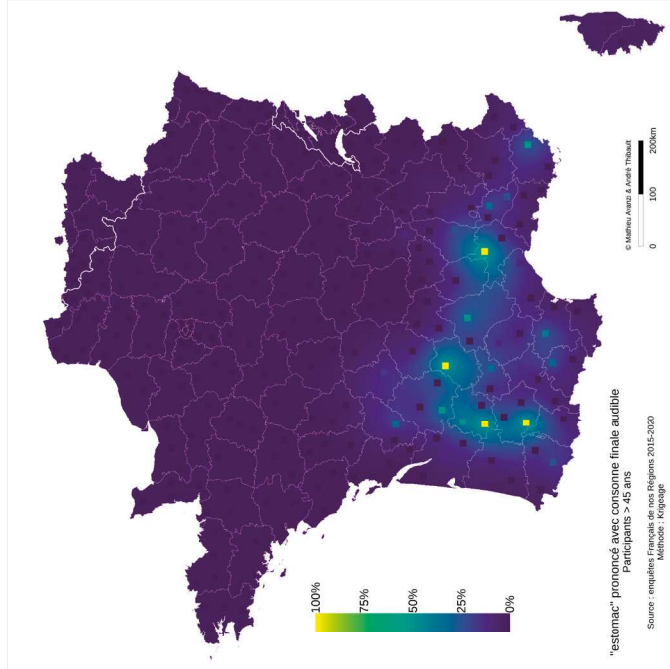 "estomac" prononcé avec consonne finale audible
Participants > 45 ans
Source : enquêtes Français de nos Régions 2015-2020
Méthode : Krigeage
100%
75%
50%
25%
0%
© Mathieu Avanzi & André Thibault
0 100 200km